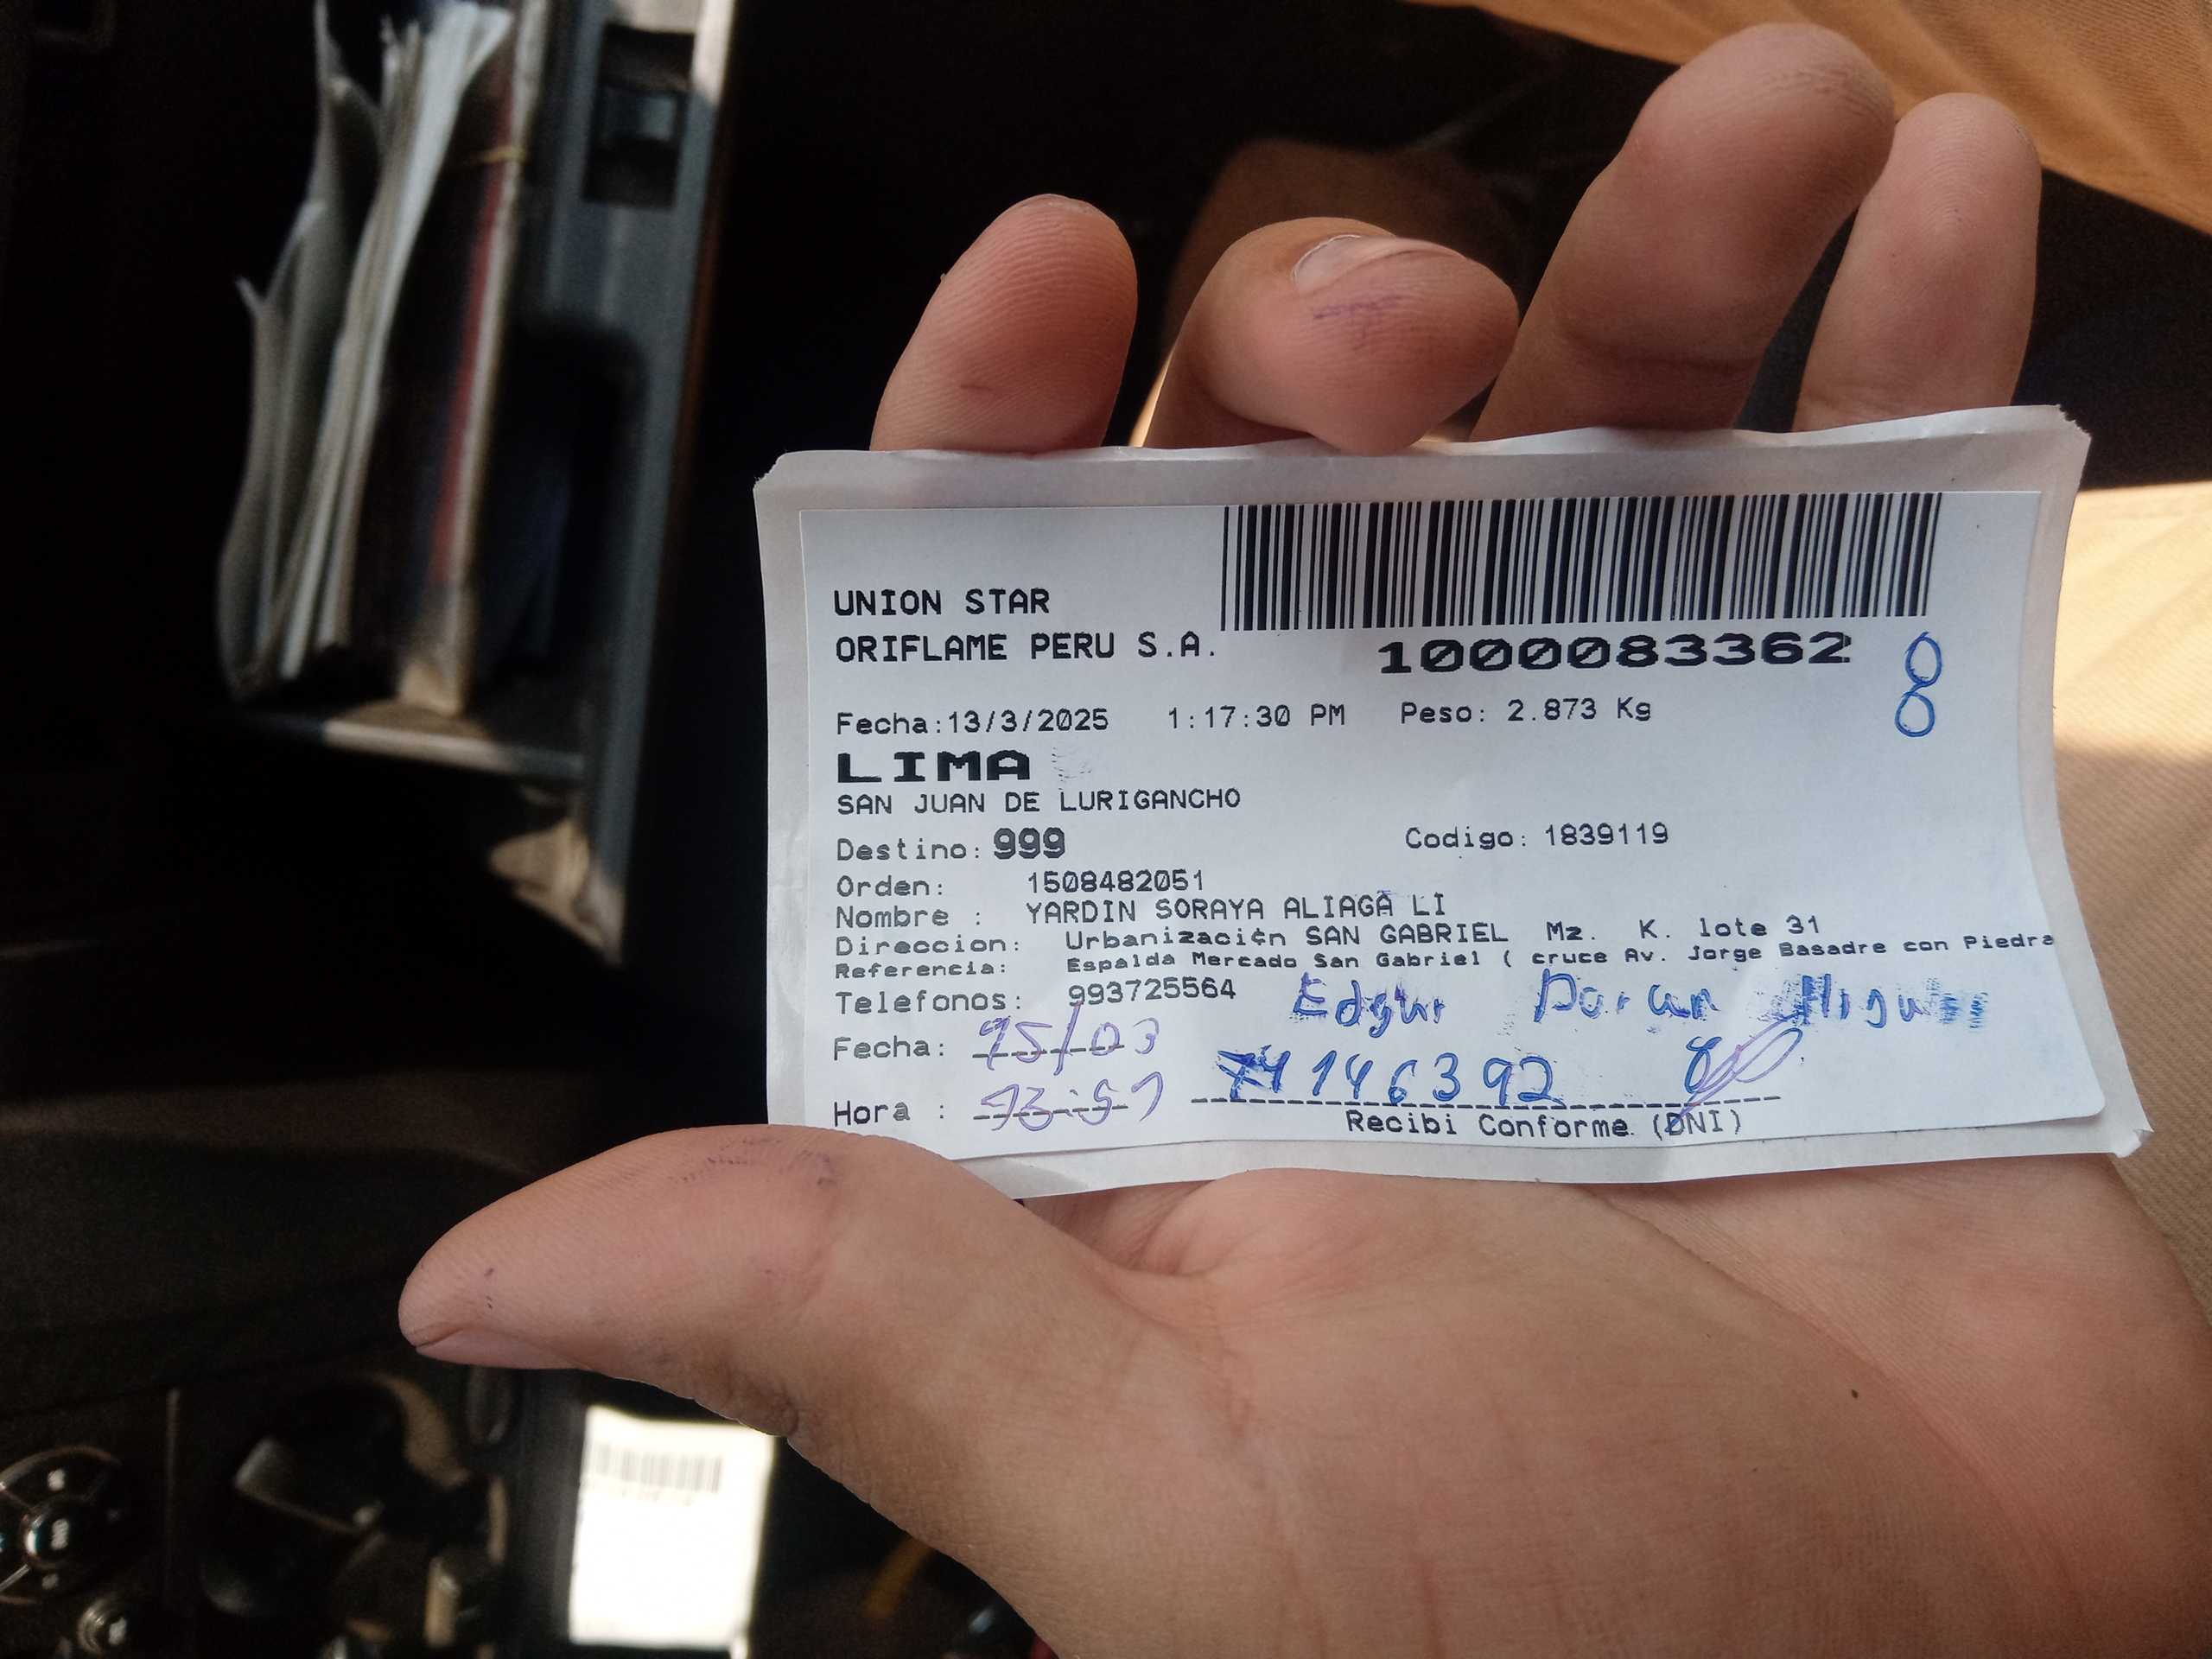 UNION STAR
ORIFLAME PERU S.A.
1000083362
8
Fecha:13/3/2025 1:17:30 PM Peso: 2.873 Kg
LIMA
SAN JUAN DE LURIGANCHO
Destino: 999 Codigo: 1839119
Orden: 1508482051
Nombre : YARDIN SORAYA ALIAGA LI
Direccion: Urbanizaci¢n SAN GABRIEL Mz. K. lote 31
Referencia: Espalda Mercado San Gabriel ( cruce Av. Jorge Basadre con Piedra
Telefonos: 993725564 Edgar
Fecha: 15/03
Hora : 13:51
Recibi Conforme. (DNI)